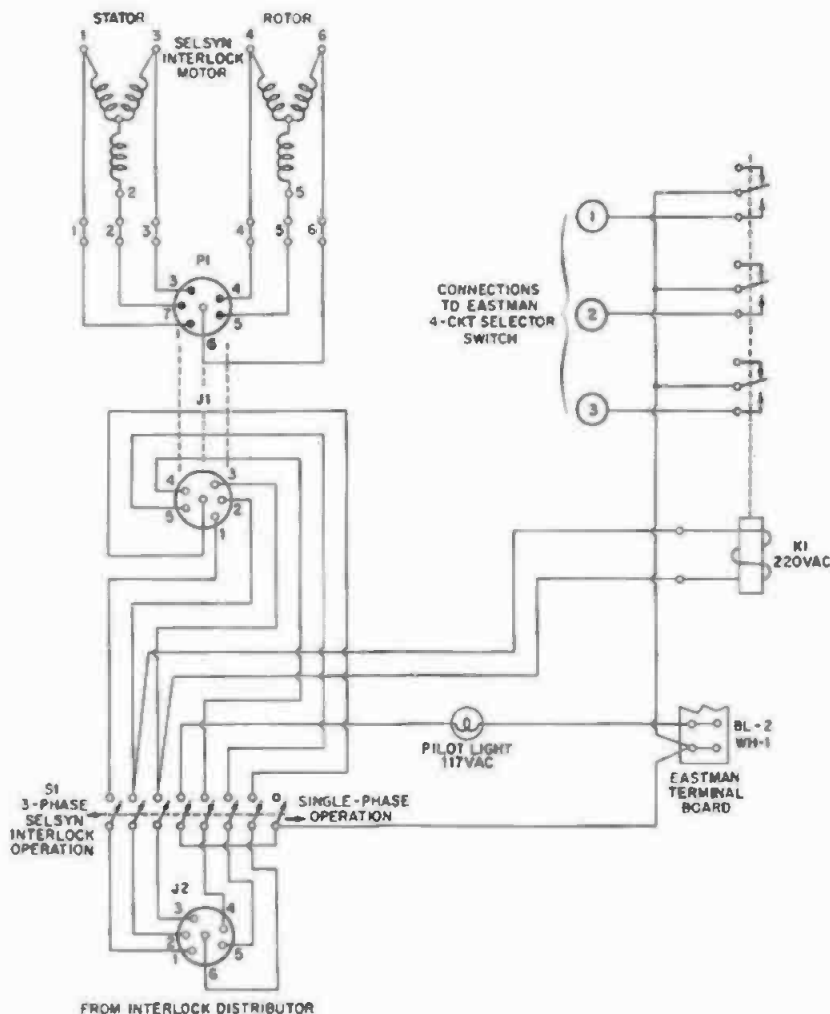 STATOR
ROTOR
1
3
4
6
SELSYN
INTERLOCK
MOTOR
2
5
1
2
3
4
5
6
P1
3
4
7
5
6
1
2
3
CONNECTIONS
TO EASTMAN
4-CKT SELECTOR
SWITCH
J1
4
3
5
2
1
K1
220VAC
PILOT LIGHT
117VAC
BL-2
WH-1
EASTMAN
TERMINAL
BOARD
S1
3-PHASE
SELSYN
INTERLOCK
OPERATION
SINGLE-PHASE
OPERATION
J2
3
4
2
1
5
6
FROM INTERLOCK DISTRIBUTOR